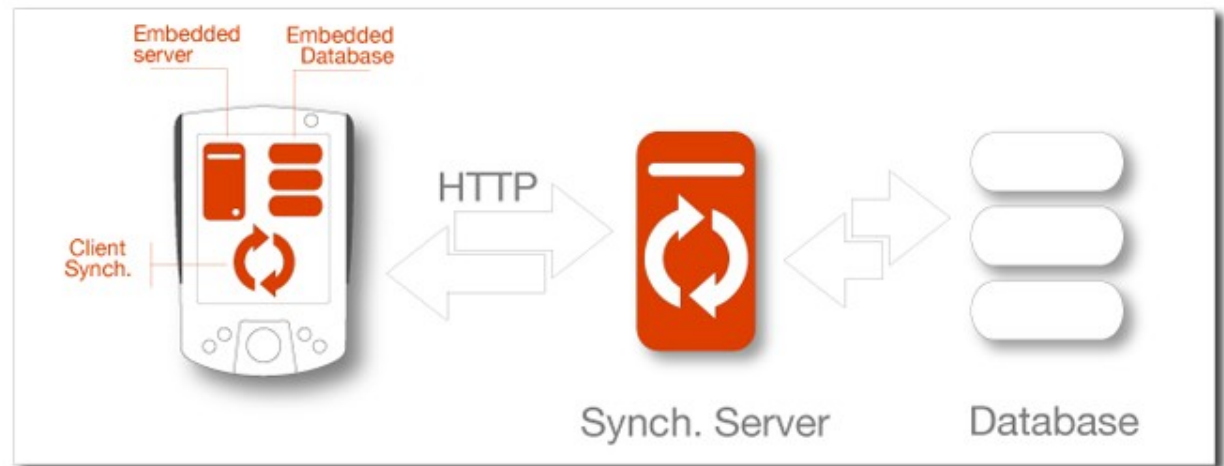 Embedded
server
Embedded
Database
Client
Synch.
HTTP
Synch. Server
Database